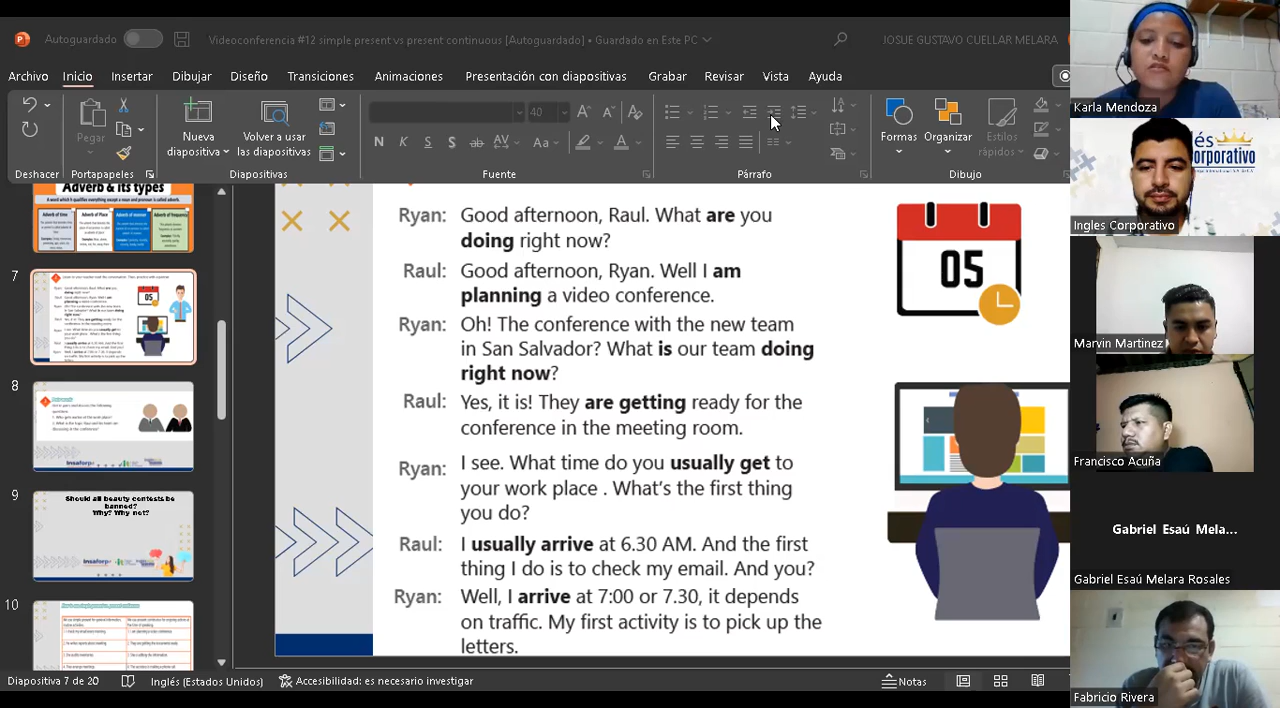 Autoguardado
Videoconferencia #12 simple present vs present continuous [Autoguardado] • Guardado en Este PC
JOSUE GUSTAVO CUELLAR MELARA
Archivo Inicio Insertar Dibujar Diseño Transiciones Animaciones Presentación con diapositivas Grabar Revisar Vista Ayuda
Pegar
Nueva diapositiva
Volver a usar las diapositivas
40
N K S S ab AV Aa A
Formas Organizar Estilos rápidos
Deshacer Portapapeles Diapositivas Fuente Párrafo Dibujo
Adverb & its types
7
8
9
Should all beauty contests be
banned?
Why? Why not?
10
Ryan: Good afternoon, Raul. What are you
doing right now?
Raul: Good afternoon, Ryan. Well I am
planning a video conference.
Ryan: Oh! The conference with the new team
in San Salvador? What is our team doing
right now?
Raul: Yes, it is! They are getting ready for the
conference in the meeting room.
Ryan: I see. What time do you usually get to
your work place . What's the first thing
you do?
Raul: I usually arrive at 6.30 AM. And the first
thing I do is to check my email. And you?
Ryan: Well, I arrive at 7:00 or 7.30, it depends
on traffic. My first activity is to pick up the
letters.
05
Diapositiva 7 de 20
Inglés (Estados Unidos)
Accesibilidad: es necesario investigar
Notas
Karla Mendoza
és
orporativo
Ingles Corporativo
Marvin Martinez
Francisco Acuña
Gabriel Esaú Mela...
Gabriel Esaú Melara Rosales
Fabricio Rivera